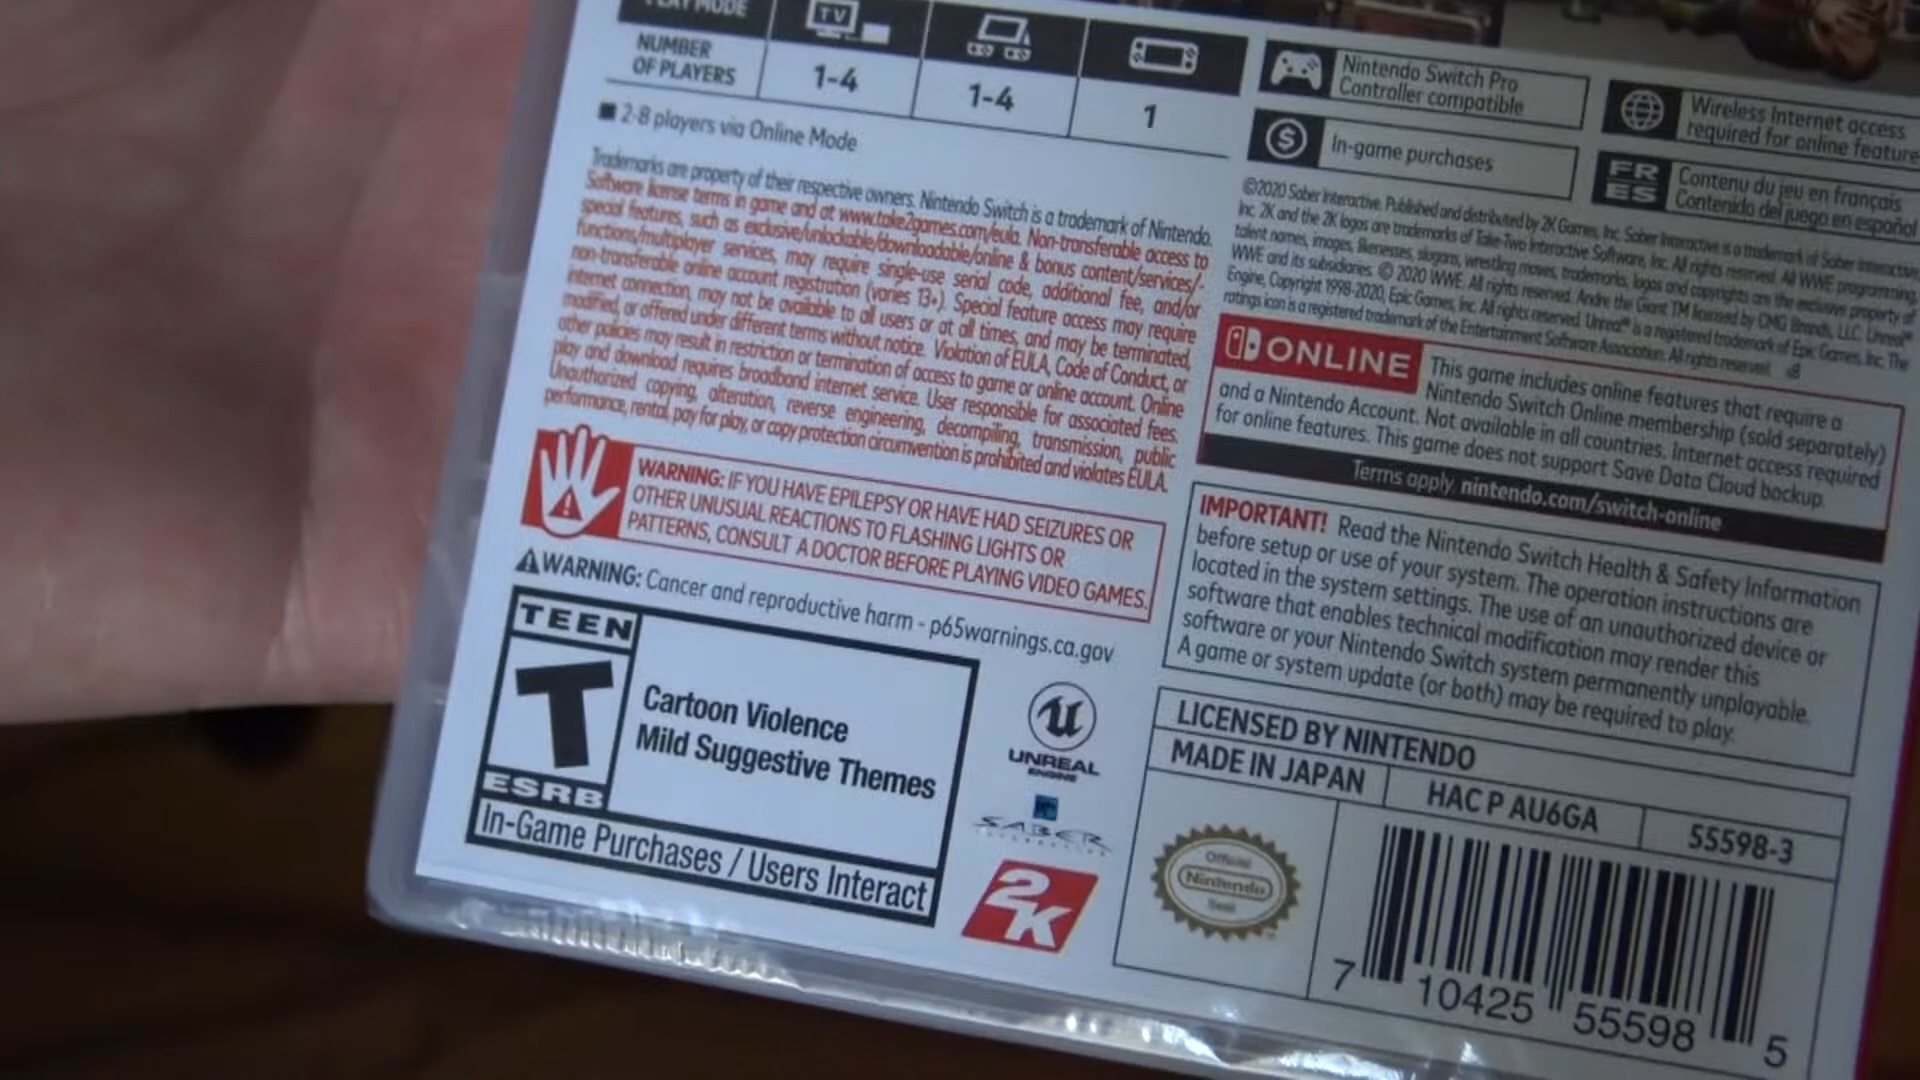 PLAY MODE
TV
NUMBER
OF PLAYERS
1-4
1-4
1
■ 2-8 players via Online Mode
Trademarks are property of their respective owners. Nintendo Switch is a trademark of Nintendo.
Software license terms in game and at www.take2games.com/eula. Non-transferable access to
special features, such as exclusive/unlockable/downloadable/online & bonus content/services/-
functions/multiplayer services, may require single-use serial code, additional fee, and/or
non-transferable online account registration (varies 13+). Special feature access may require
internet connection, may not be available to all users or at all times, and may be terminated,
modified, or offered under different terms without notice. Violation of EULA, Code of Conduct, or
other policies may result in restriction or termination of access to game or online account. Online
play and download requires broadband internet service. User responsible for associated fees.
Unauthorized copying, alteration, reverse engineering, decompiling, transmission, public
performance, rental, pay for play, or copy protection circumvention is prohibited and violates EULA.
WARNING: IF YOU HAVE EPILEPSY OR HAVE HAD SEIZURES OR
OTHER UNUSUAL REACTIONS TO FLASHING LIGHTS OR
PATTERNS, CONSULT A DOCTOR BEFORE PLAYING VIDEO GAMES.
⚠WARNING: Cancer and reproductive harm - p65warnings.ca.gov
TEEN
T
ESRB
Cartoon Violence
Mild Suggestive Themes
In-Game Purchases / Users Interact
UNREAL
ENGINE
SABER
INTERACTIVE
2K
Nintendo Switch Pro
Controller compatible
Wireless Internet access
required for online feature
$
In-game purchases
FR
ES
Contenu du jeu en français
Contenido del juego en español
©2020 Saber Interactive. Published and distributed by 2K Games, Inc. Saber Interactive is a trademark of Saber Interactive
Inc. 2K and the 2K logos are trademarks of Take-Two Interactive Software, Inc. All rights reserved. All WWE programming,
talent names, images, likenesses, slogans, wrestling moves, trademarks, logos and copyrights are the exclusive property of
WWE and its subsidiaries. © 2020 WWE. All rights reserved. Andre the Giant TM licensed by CMG Brands, LLC. Unreal®
Engine, Copyright 1998-2020, Epic Games, Inc. All rights reserved. Unreal® is a registered trademark of Epic Games, Inc. The
ratings icon is a registered trademark of the Entertainment Software Association. All rights reserved.
ONLINE
This game includes online features that require a
Nintendo Switch Online membership (sold separately)
and a Nintendo Account. Not available in all countries. Internet access required
for online features. This game does not support Save Data Cloud backup.
Terms apply. nintendo.com/switch-online
IMPORTANT! Read the Nintendo Switch Health & Safety Information
before setup or use of your system. The operation instructions are
located in the system settings. The use of an unauthorized device or
software that enables technical modification may render this
software or your Nintendo Switch system permanently unplayable.
A game or system update (or both) may be required to play.
LICENSED BY NINTENDO
MADE IN JAPAN
HAC P AU6GA
55598-3
Official
Nintendo
Seal
7 10425 55598 5